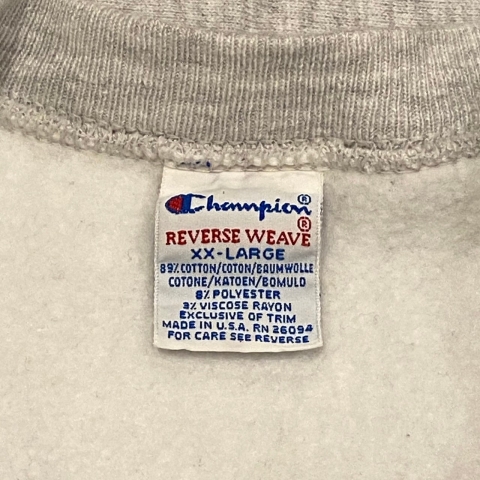 Champion®
REVERSE WEAVE®
XX-LARGE
89% COTTON/COTON/BAUMWOLLE
COTONE/KATOEN/BOMULD
8% POLYESTER
3% VISCOSE RAYON
EXCLUSIVE OF TRIM
MADE IN U.S.A. RN 26094
FOR CARE SEE REVERSE